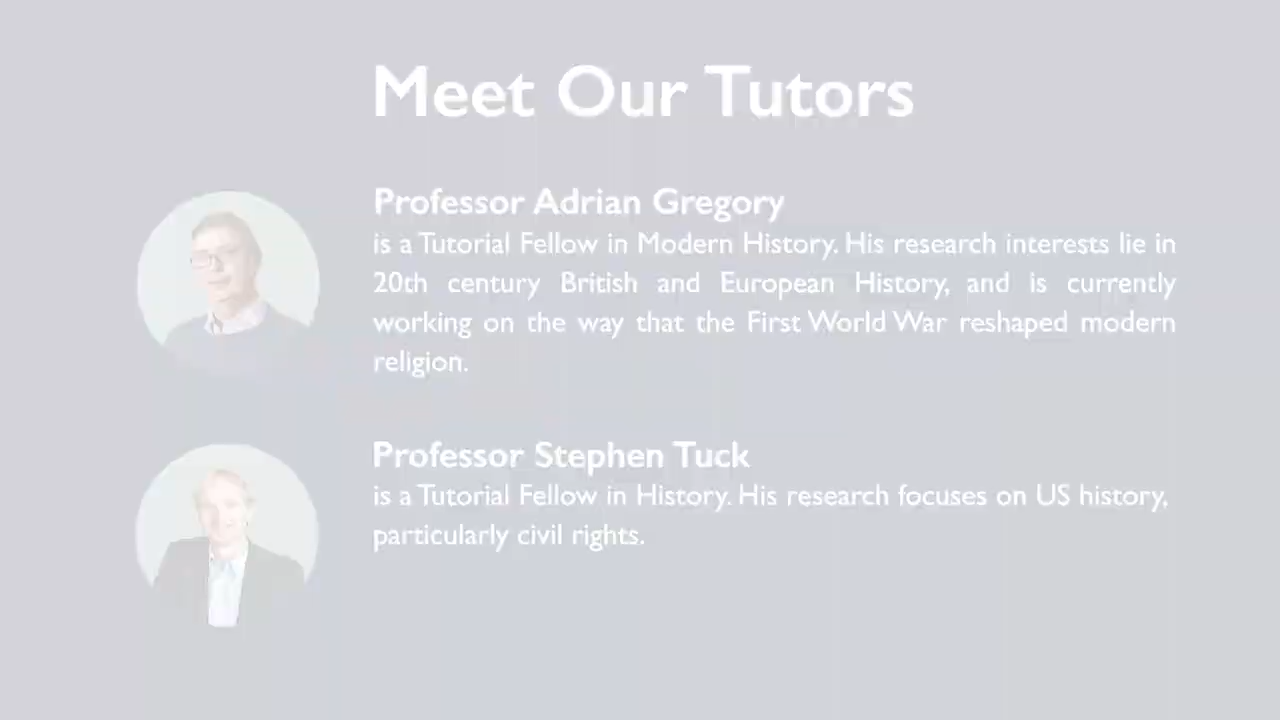 Meet Our Tutors
Professor Adrian Gregory
is a Tutorial Fellow in Modern History. His research interests lie in
20th century British and European History, and is currently
working on the way that the First World War reshaped modern
religion.
Professor Stephen Tuck
is a Tutorial Fellow in History. His research focuses on US history,
particularly civil rights.